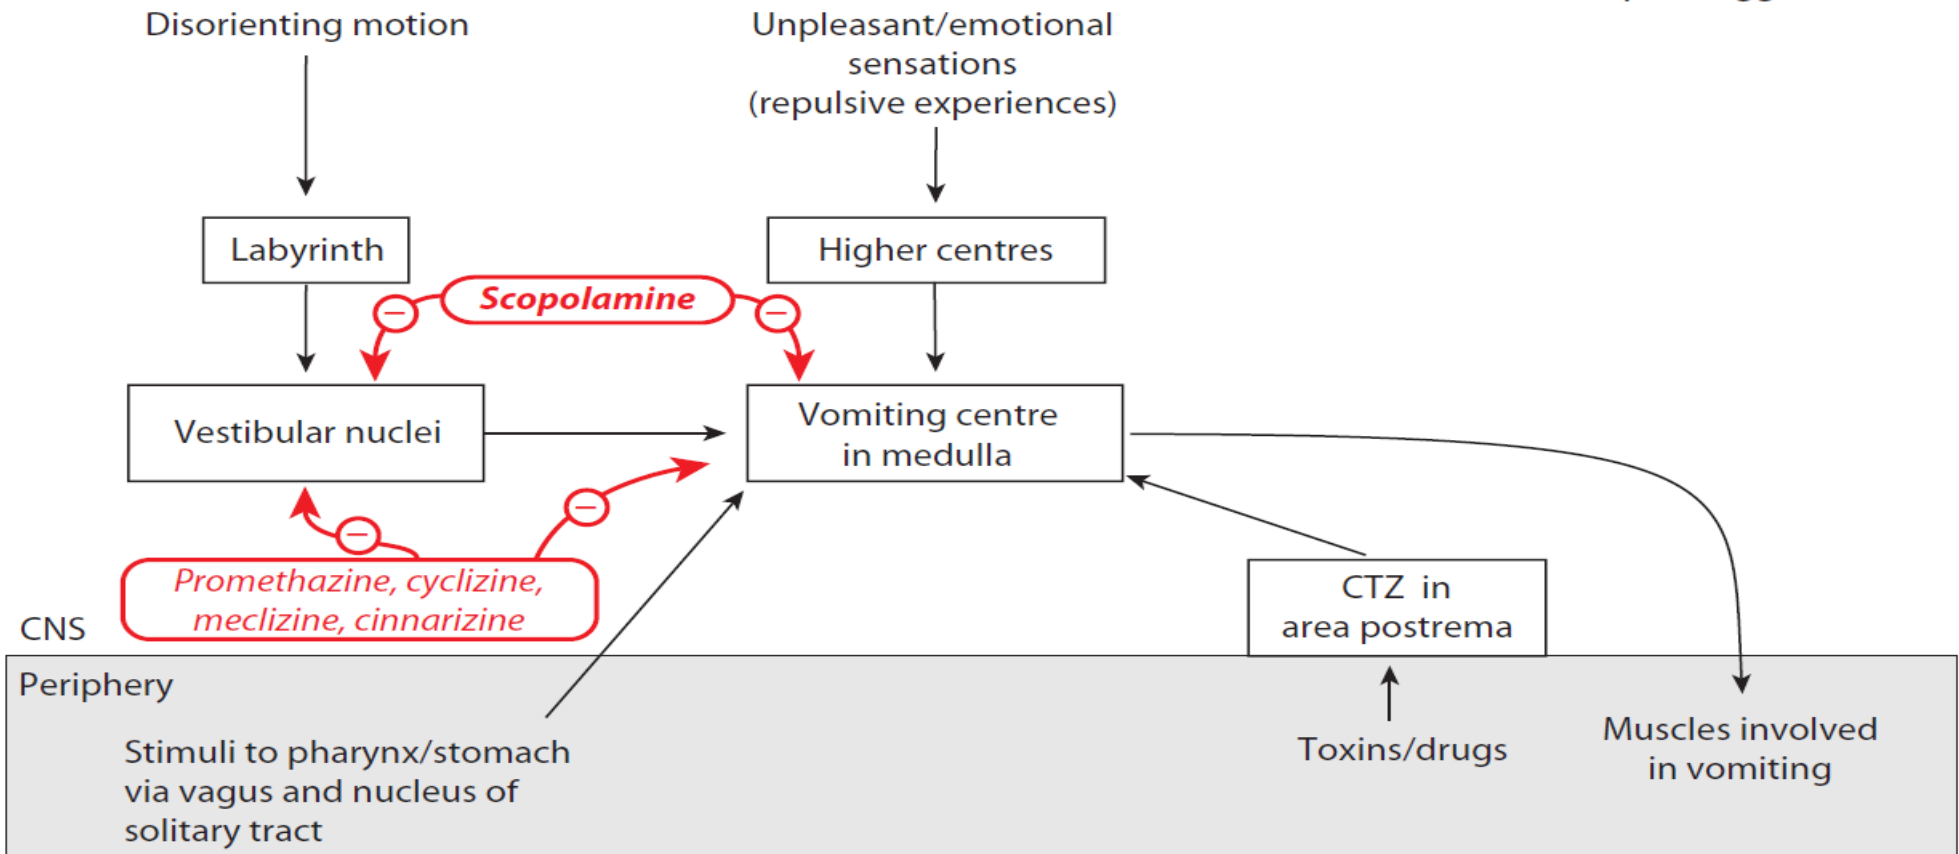 Disorienting motion
Unpleasant/emotional
sensations
(repulsive experiences)
Labyrinth
Higher centres
Scopolamine
−
−
Vestibular nuclei
Vomiting centre
in medulla
−
−
Promethazine, cyclizine,
meclizine, cinnarizine
CTZ in
area postrema
CNS
Periphery
Stimuli to pharynx/stomach
via vagus and nucleus of
solitary tract
Toxins/drugs
Muscles involved
in vomiting